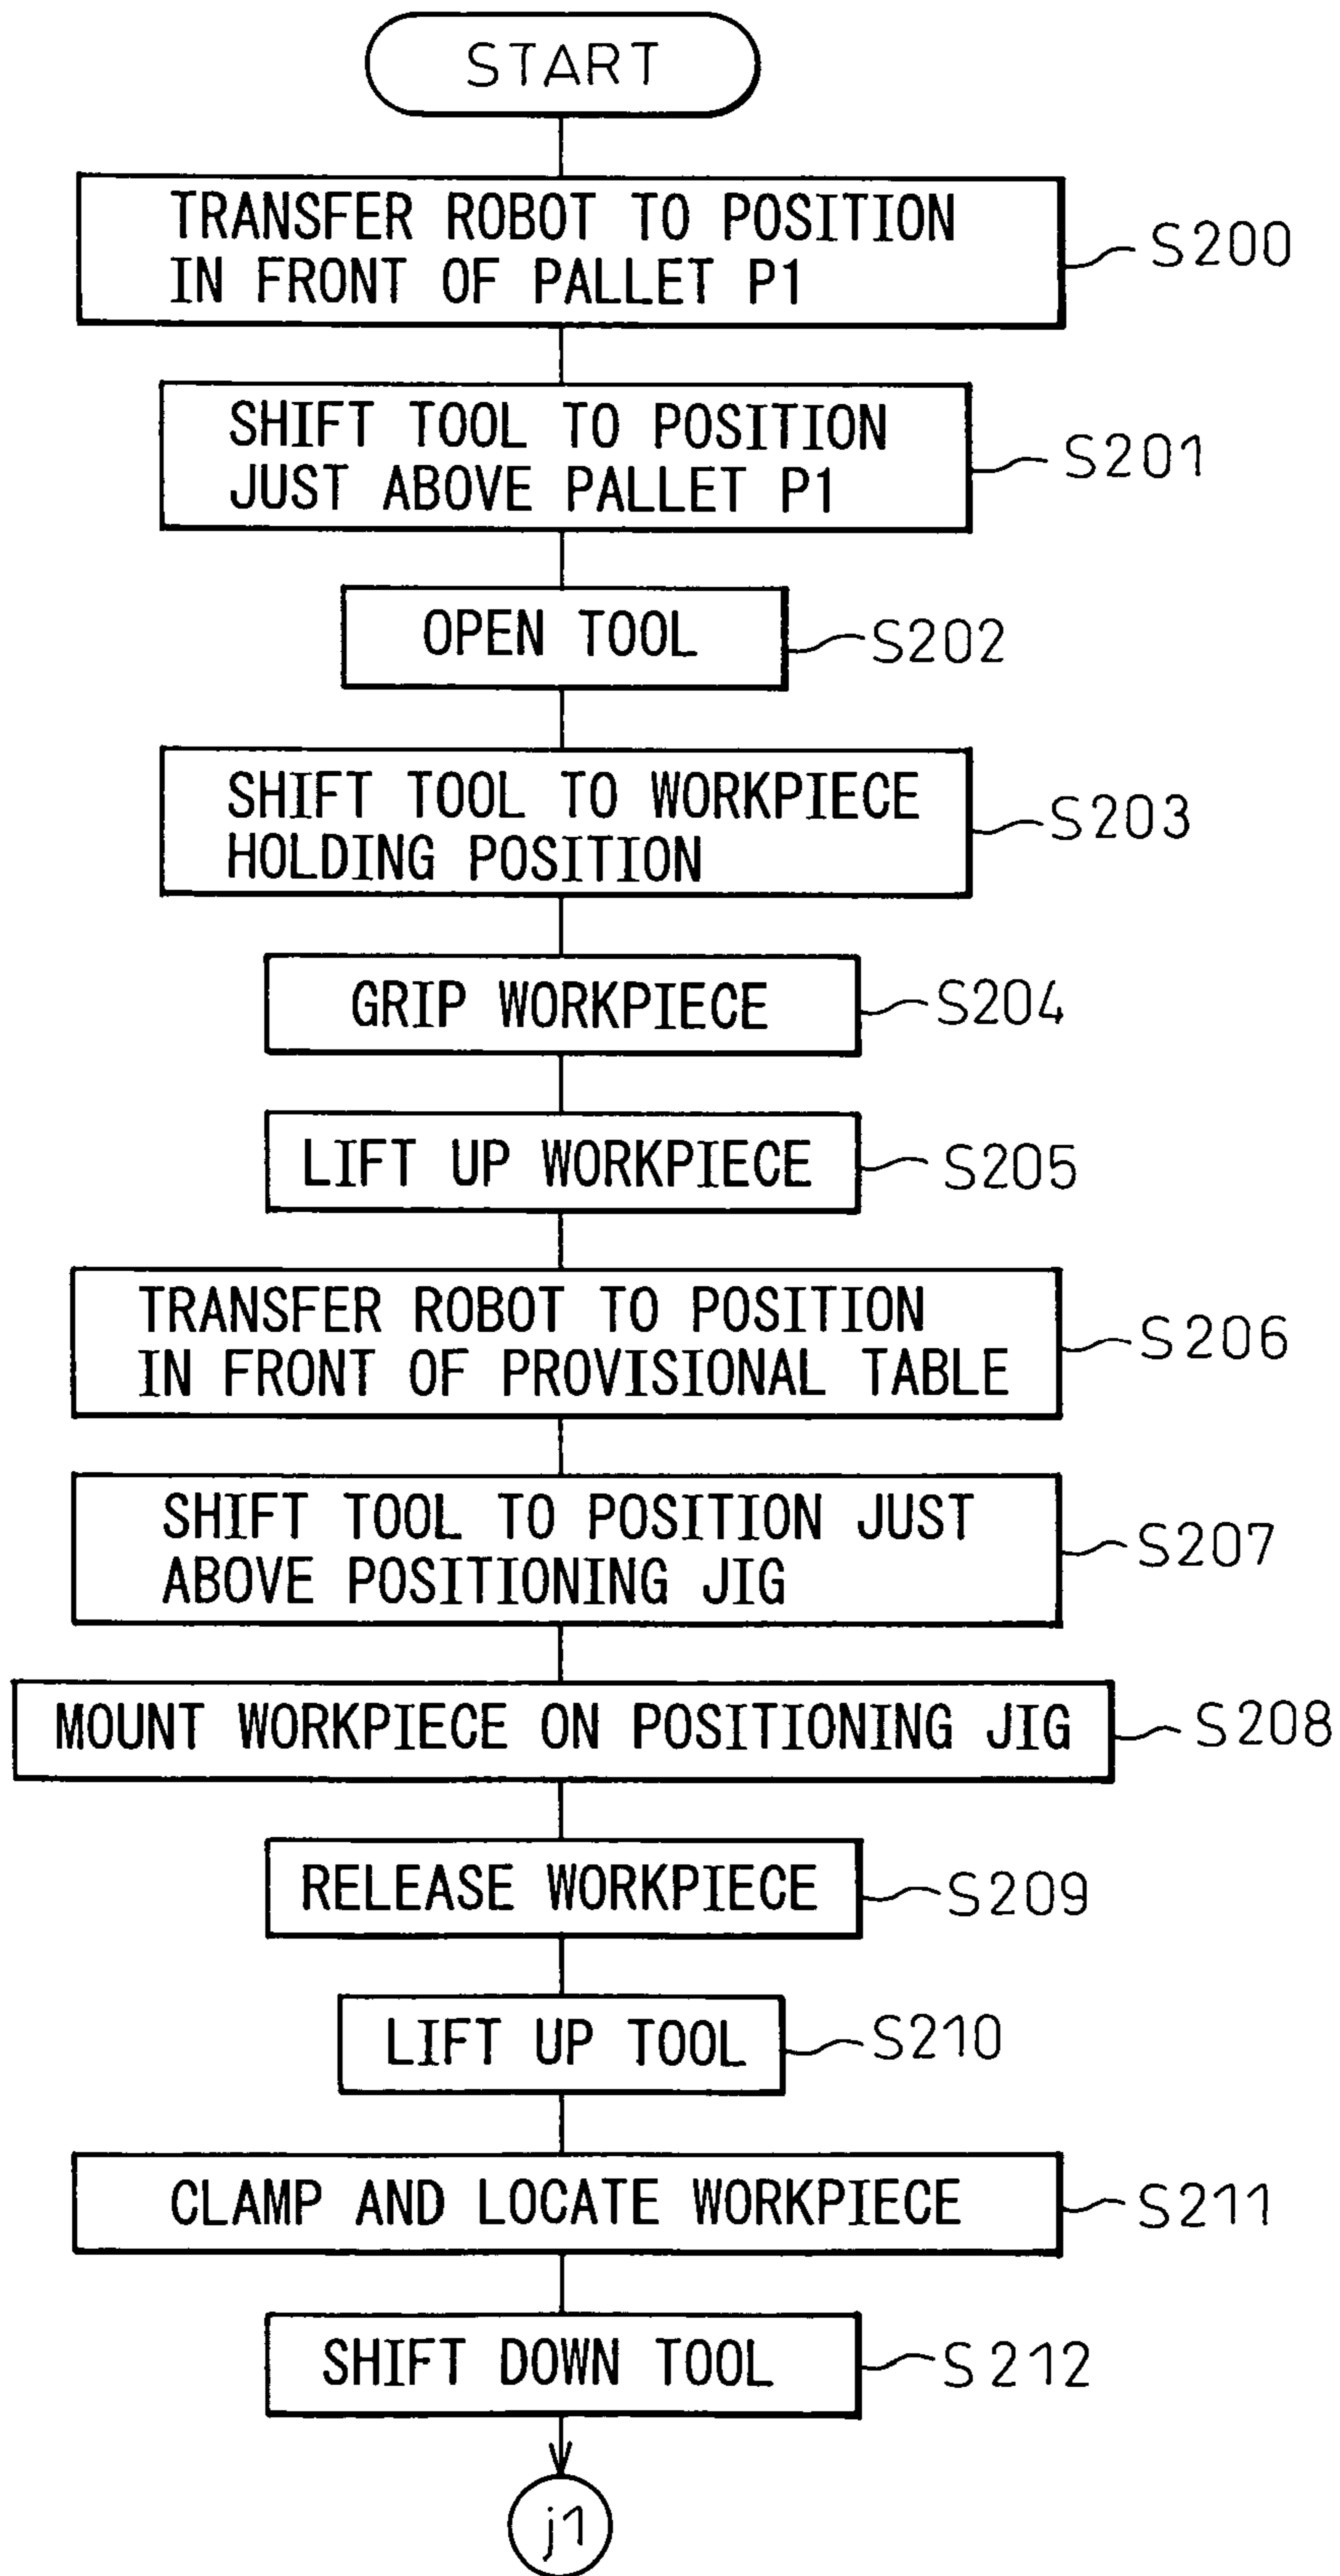 START
TRANSFER ROBOT TO POSITION
IN FRONT OF PALLET P1
S200
SHIFT TOOL TO POSITION
JUST ABOVE PALLET P1
S201
OPEN TOOL
S202
SHIFT TOOL TO WORKPIECE
HOLDING POSITION
S203
GRIP WORKPIECE
S204
LIFT UP WORKPIECE
S205
TRANSFER ROBOT TO POSITION
IN FRONT OF PROVISIONAL TABLE
S206
SHIFT TOOL TO POSITION JUST
ABOVE POSITIONING JIG
S207
MOUNT WORKPIECE ON POSITIONING JIG
S208
RELEASE WORKPIECE
S209
LIFT UP TOOL
S210
CLAMP AND LOCATE WORKPIECE
S211
SHIFT DOWN TOOL
S212
j1